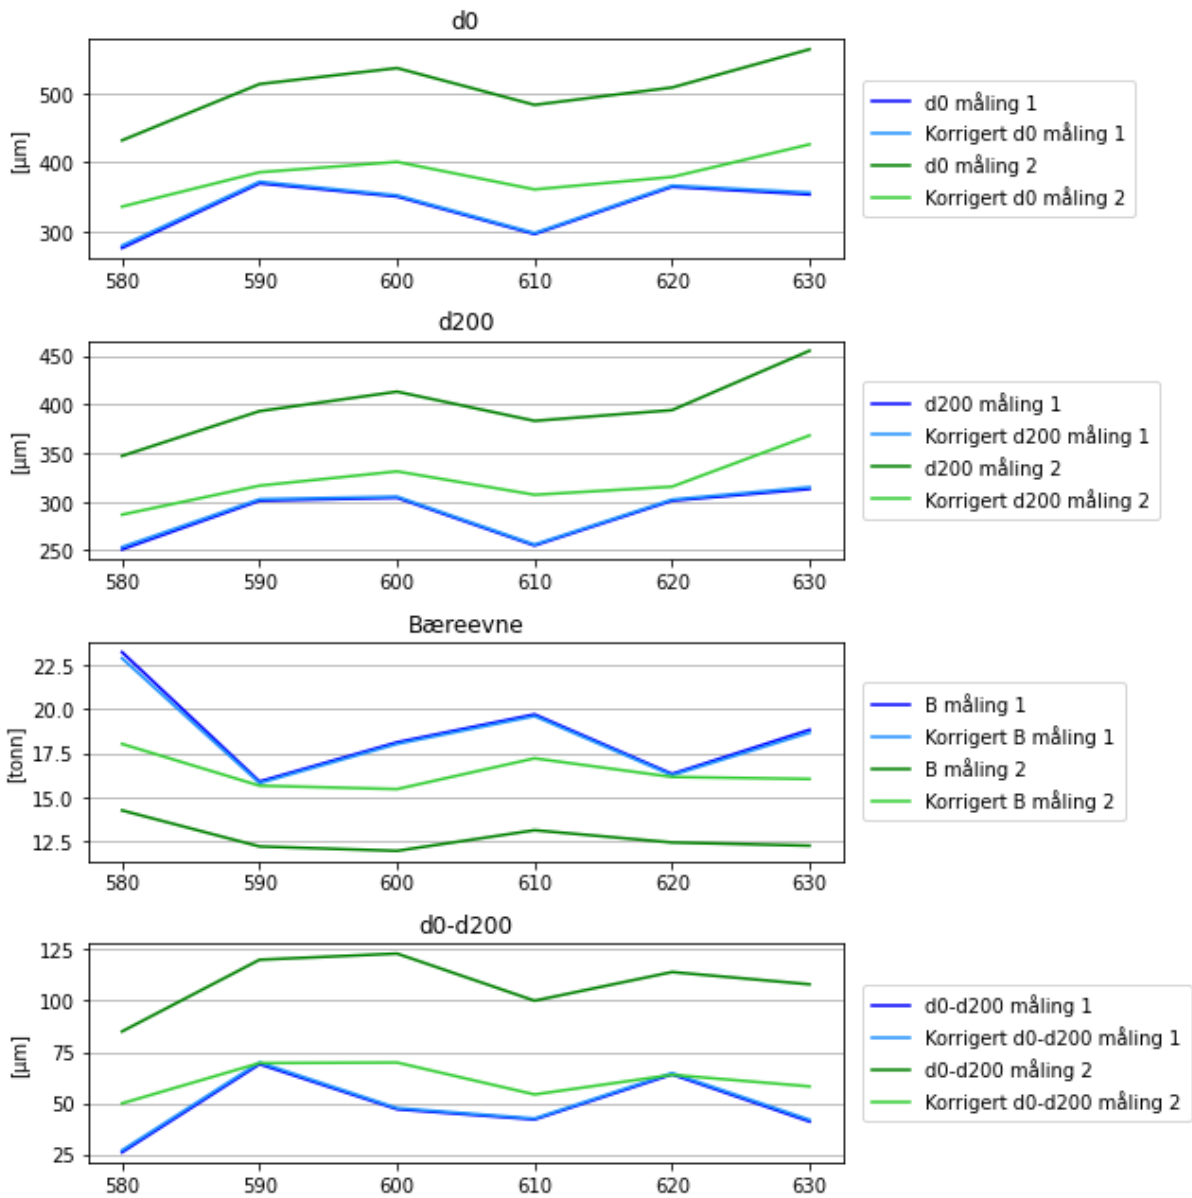 d0
[µm]
500
400
300
580 590 600 610 620 630
d0 måling 1
Korrigert d0 måling 1
d0 måling 2
Korrigert d0 måling 2
d200
[µm]
450
400
350
300
250
580 590 600 610 620 630
d200 måling 1
Korrigert d200 måling 1
d200 måling 2
Korrigert d200 måling 2
Bæreevne
[tonn]
22.5
20.0
17.5
15.0
12.5
580 590 600 610 620 630
B måling 1
Korrigert B måling 1
B måling 2
Korrigert B måling 2
d0-d200
[µm]
125
100
75
50
25
580 590 600 610 620 630
d0-d200 måling 1
Korrigert d0-d200 måling 1
d0-d200 måling 2
Korrigert d0-d200 måling 2